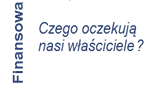 Finansowa
Czego oczekują
nasi właściciele?